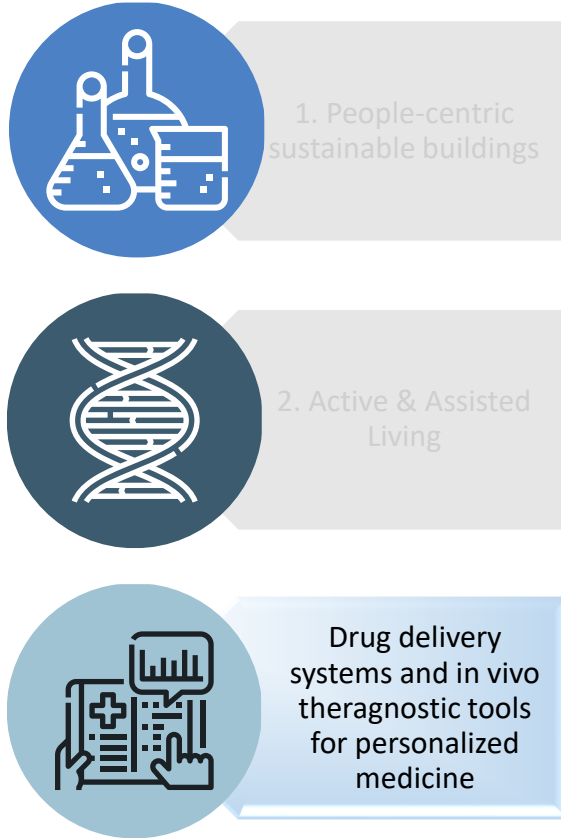 1. People-centric
sustainable buildings
2. Active & Assisted
Living
Drug delivery
systems and in vivo
theragnostic tools
for personalized
medicine